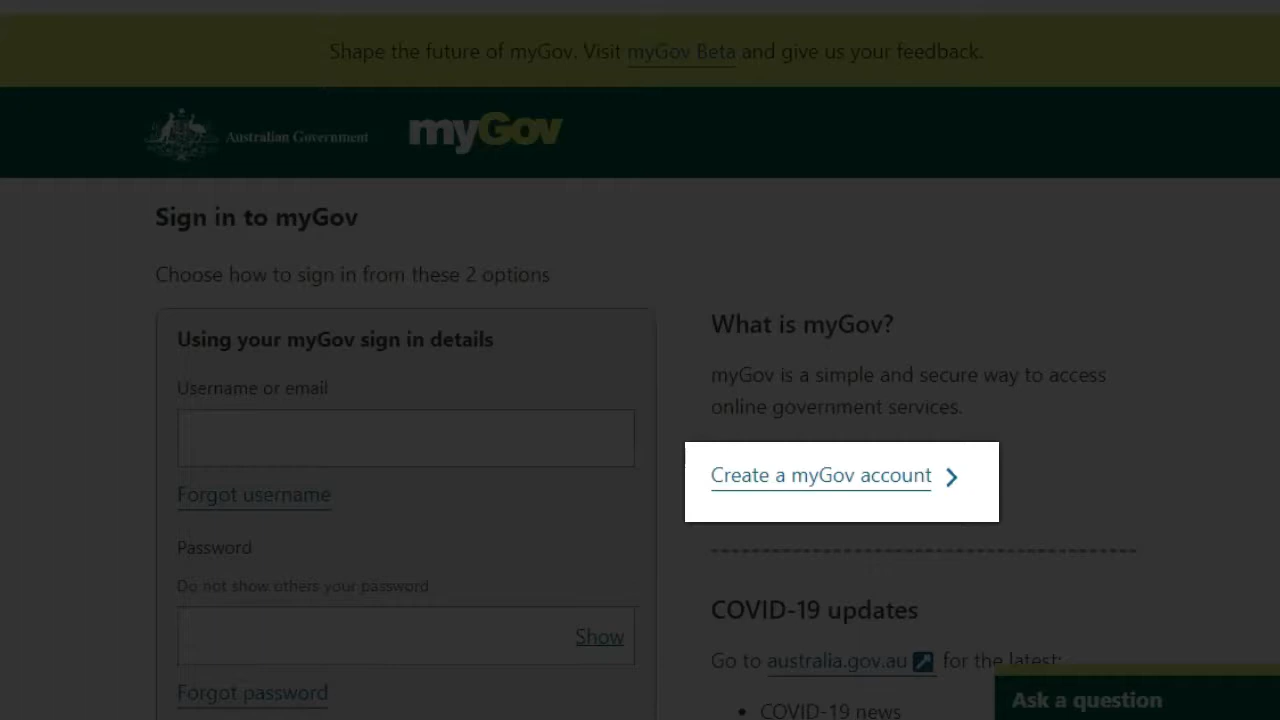 Shape the future of myGov. Visit myGov Beta and give us your feedback.
Australian Government
myGov
Sign in to myGov
Choose how to sign in from these 2 options
Using your myGov sign in details
Username or email
Forgot username
Password
Do not show others your password
Show
Forgot password
What is myGov?
myGov is a simple and secure way to access
online government services.
Create a myGov account
COVID-19 updates
Go to australia.gov.au for the latest:
• COVID-19 news
Ask a question